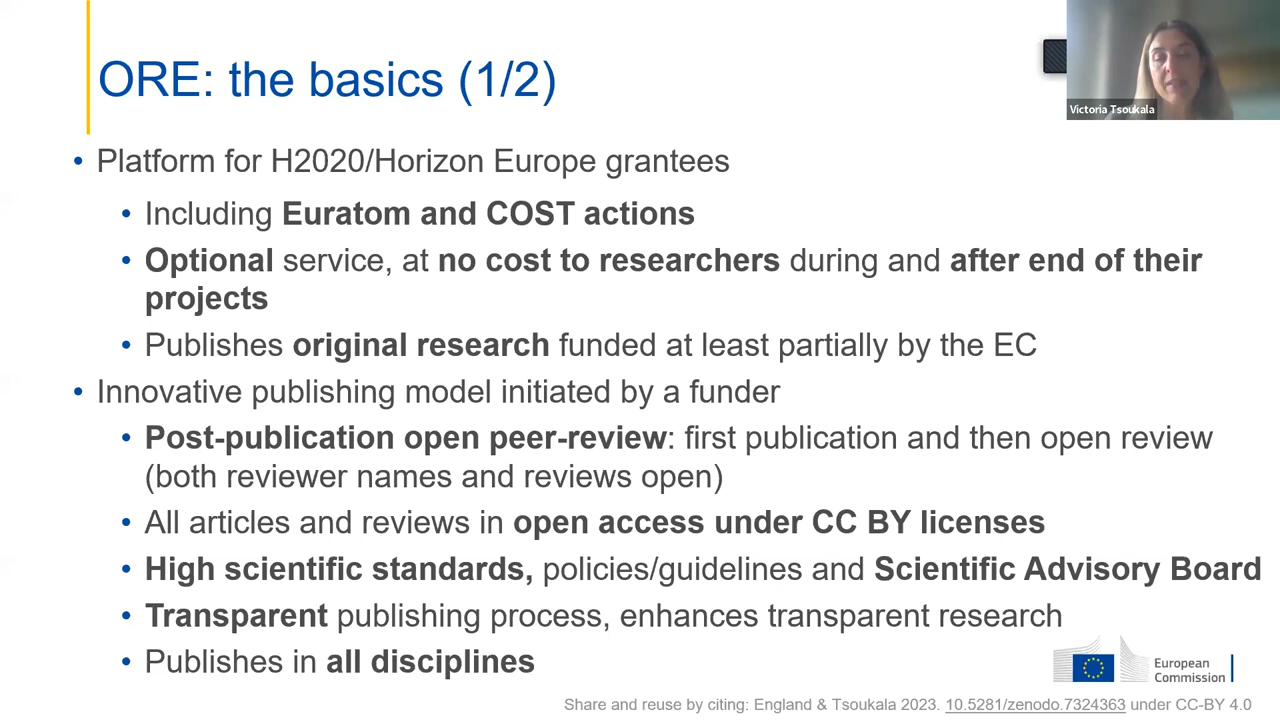 ORE: the basics (1/2)
Victoria Tsoukala
• Platform for H2020/Horizon Europe grantees
• Including Euratom and COST actions
• Optional service, at no cost to researchers during and after end of their
projects
• Publishes original research funded at least partially by the EC
• Innovative publishing model initiated by a funder
• Post-publication open peer-review: first publication and then open review
(both reviewer names and reviews open)
• All articles and reviews in open access under CC BY licenses
• High scientific standards, policies/guidelines and Scientific Advisory Board
• Transparent publishing process, enhances transparent research
• Publishes in all disciplines
European
Commission
Share and reuse by citing: England & Tsoukala 2023. 10.5281/zenodo.7324363 under CC-BY 4.0